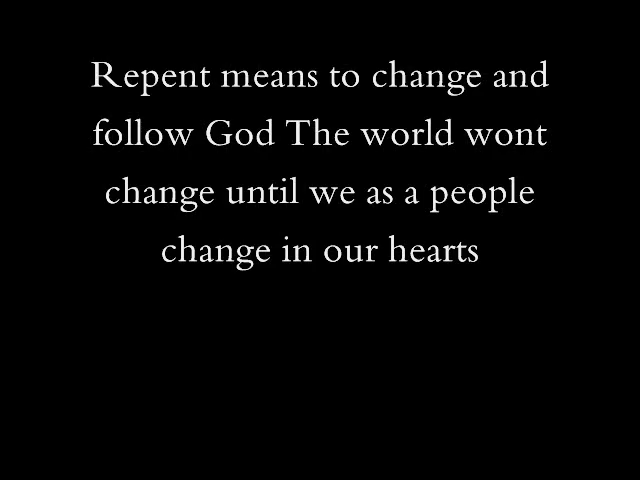 Repent means to change and
follow God The world wont
change until we as a people
change in our hearts